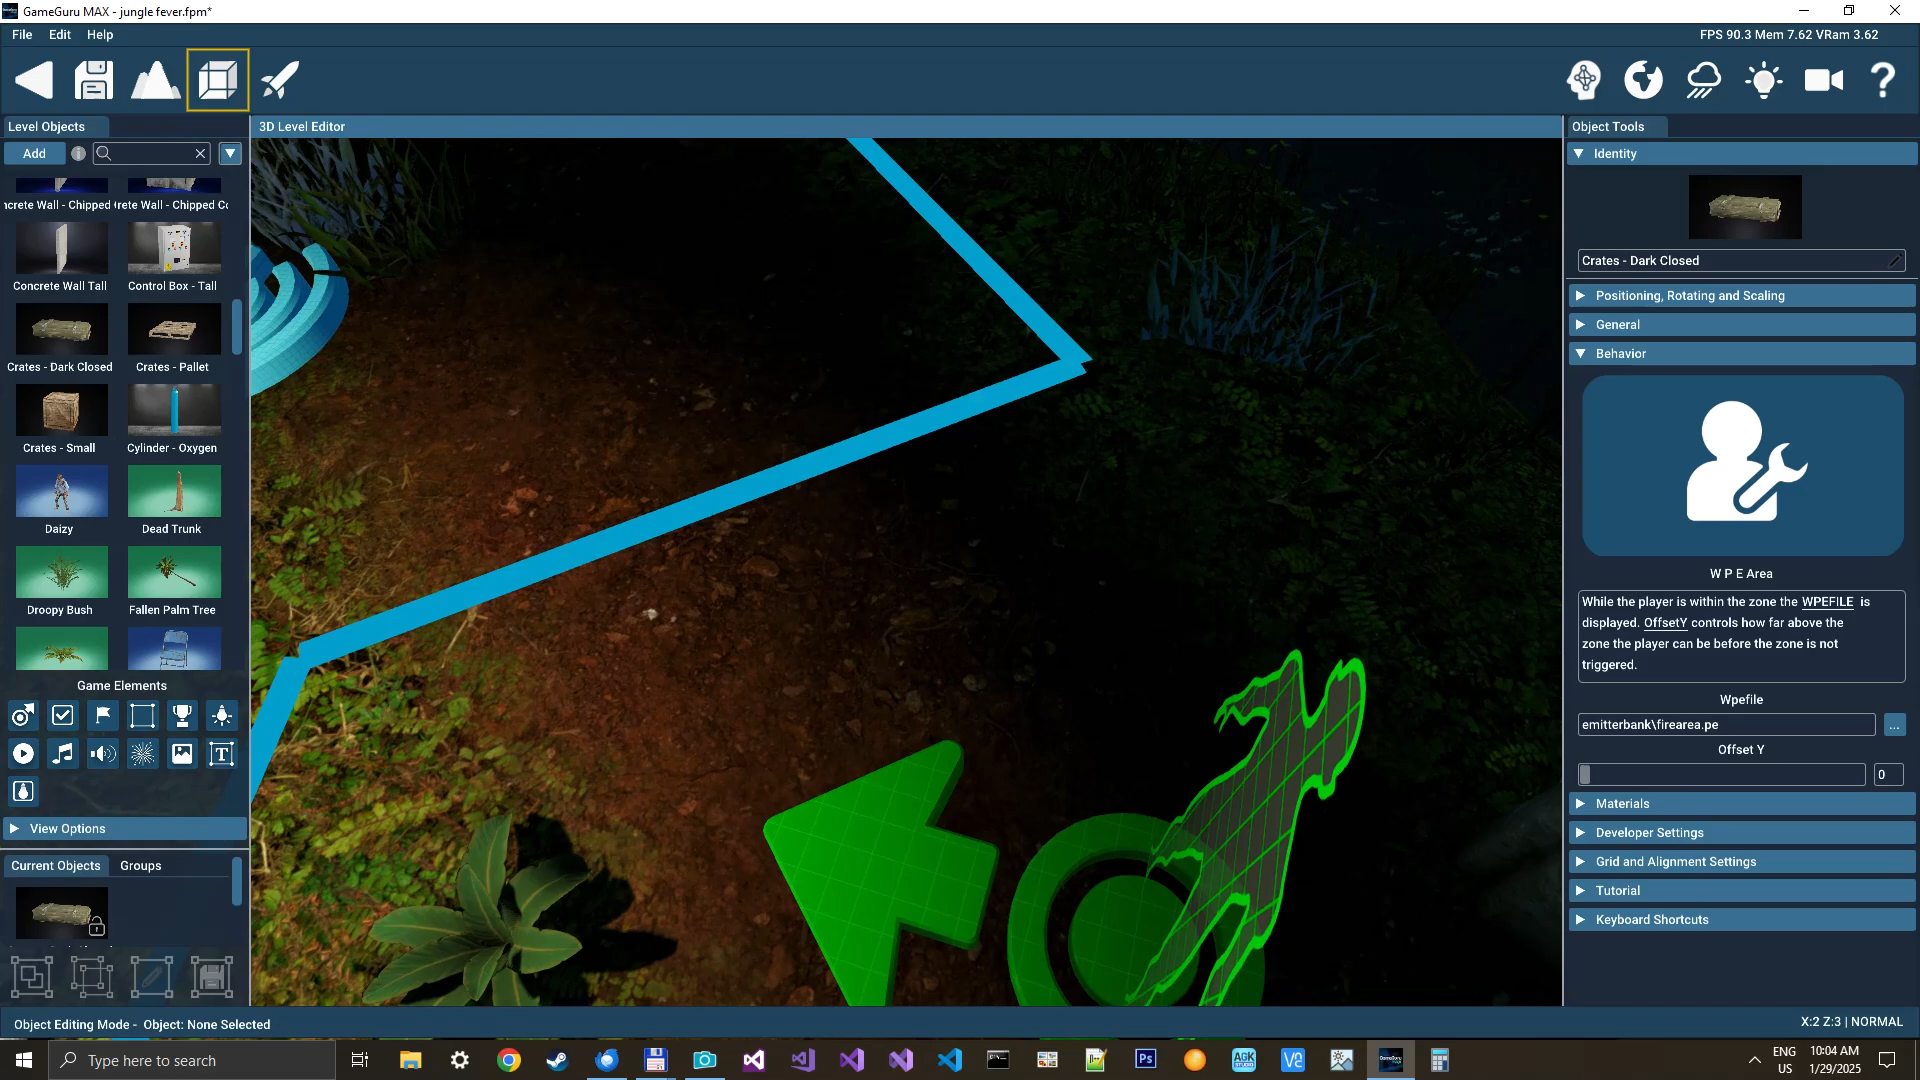 GameGuru MAX - jungle fever.fpm*
File Edit Help
FPS 90.3 Mem 7.62 VRam 3.62
Level Objects
Add
ncrete Wall - Chipped
rete Wall - Chipped Co
Concrete Wall Tall
Control Box - Tall
Crates - Dark Closed
Crates - Pallet
Crates - Small
Cylinder - Oxygen
Daizy
Dead Trunk
Droopy Bush
Fallen Palm Tree
Game Elements
View Options
Current Objects Groups
3D Level Editor
Object Tools
Identity
Crates - Dark Closed
Positioning, Rotating and Scaling
General
Behavior
W P E Area
While the player is within the zone the WPEFILE is
displayed. OffsetY controls how far above the
zone the player can be before the zone is not
triggered.
Wpefile
emitterbank\firearea.pe
...
Offset Y
0
Materials
Developer Settings
Grid and Alignment Settings
Tutorial
Keyboard Shortcuts
Object Editing Mode - Object: None Selected
X:2 Z:3 | NORMAL
Type here to search
Ps
AGK
STUDIO
ENG
US
10:04 AM
1/29/2025